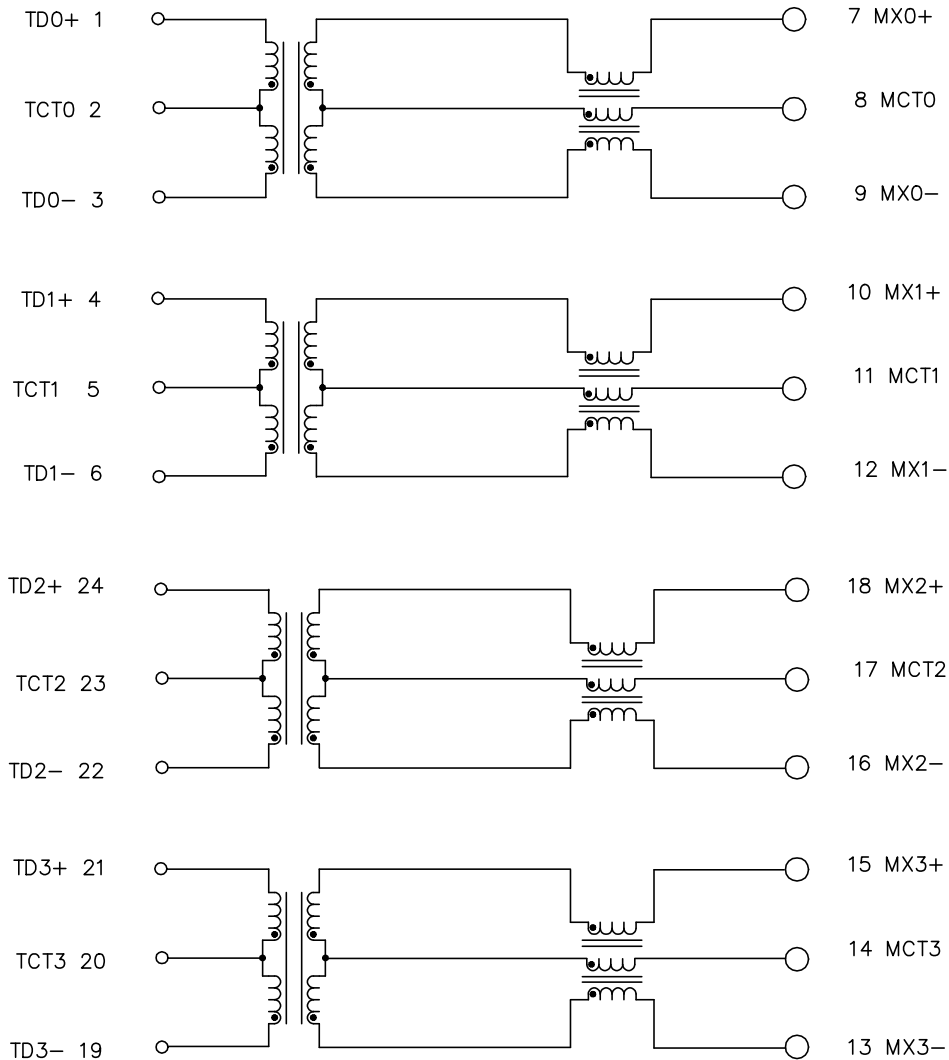 TD0+ 1
7 MX0+
TCT0 2
8 MCT0
TD0− 3
9 MX0−
TD1+ 4
10 MX1+
TCT1 5
11 MCT1
TD1− 6
12 MX1−
TD2+ 24
18 MX2+
TCT2 23
17 MCT2
TD2− 22
16 MX2−
TD3+ 21
15 MX3+
TCT3 20
14 MCT3
TD3− 19
13 MX3−